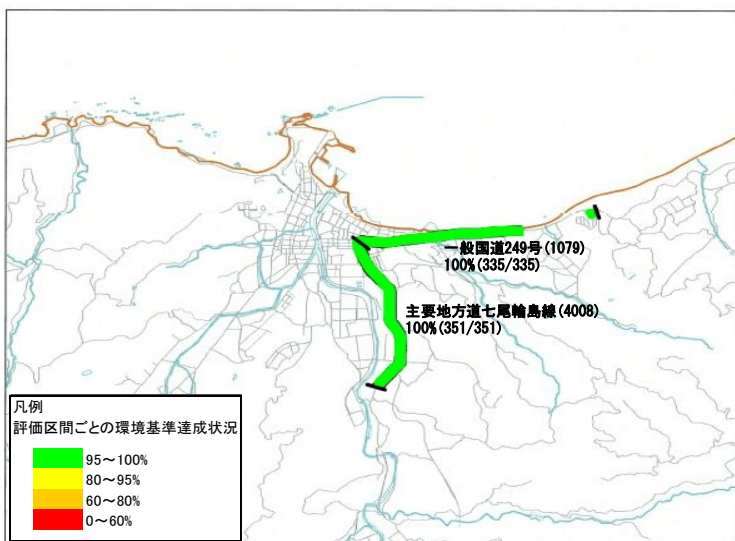 一般国道249号(1079)
100%(335/335)
主要地方道七尾輪島線(4008)
100%(351/351)
凡例
評価区間ごとの環境基準達成状況
95~100%
80~95%
60~80%
0~60%